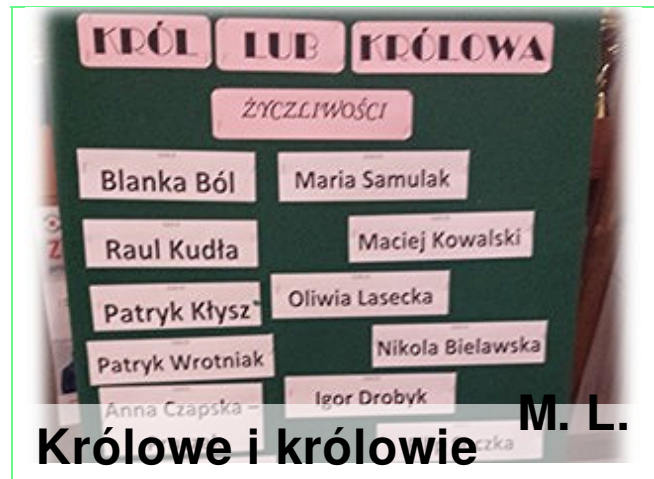 KRÓL LUB KRÓLOWA
ŻYCZLIWOŚCI
Blanka Ból
Maria Samulak
Raul Kudła
Maciej Kowalski
Patryk Kłysz
Oliwia Lasecka
Patryk Wrotniak
Nikola Bielawska
Anna Czapska –
Igor Drobyk
M. L.
Królowe i królowie